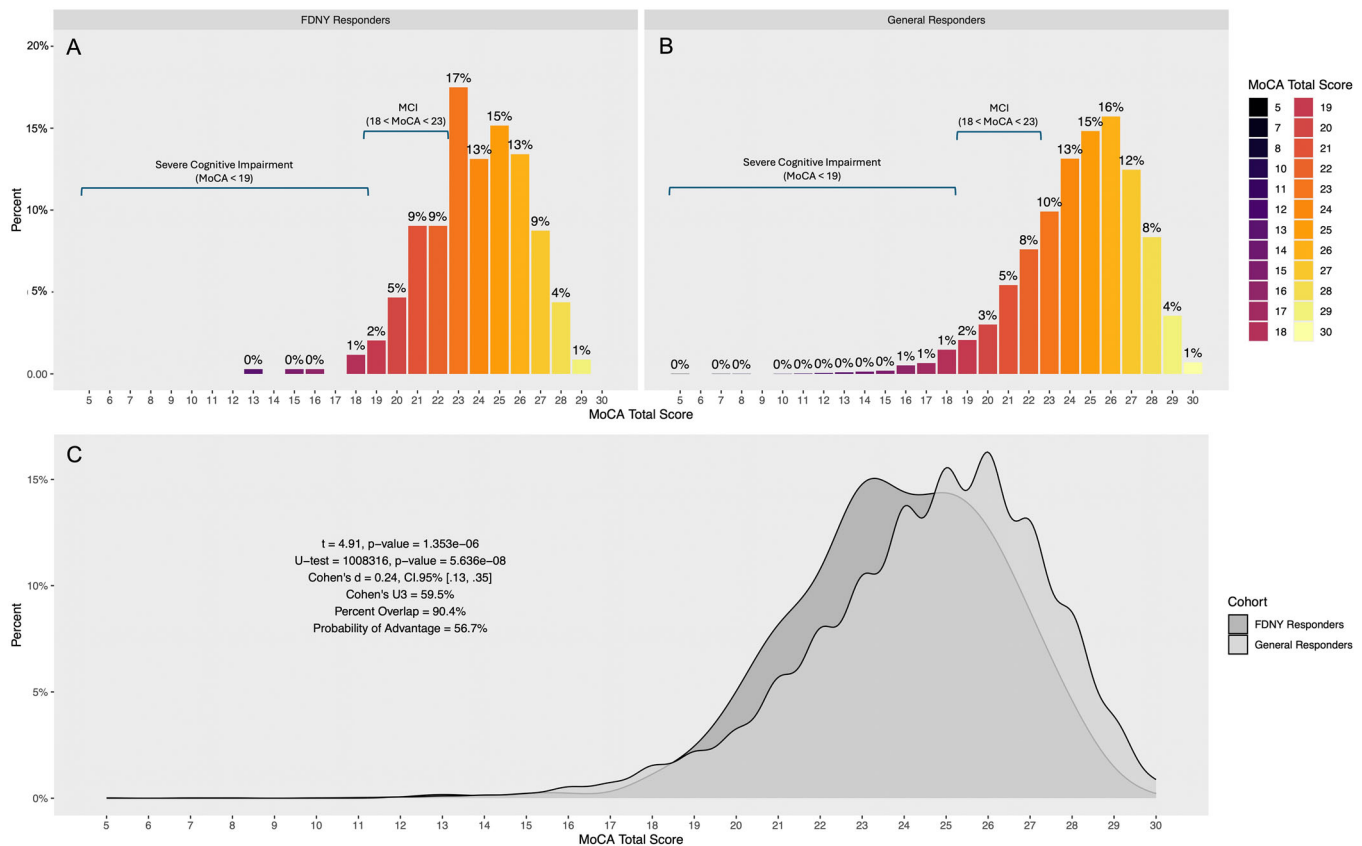 FDNY Responders
General Responders
A
B
20%
15%
10%
5%
0.00
Percent
Severe Cognitive Impairment
(MoCA < 19)
MCI
(18 < MoCA < 23)
0%
0%
0%
1%
2%
5%
9%
9%
17%
13%
15%
13%
9%
4%
1%
Severe Cognitive Impairment
(MoCA < 19)
MCI
(18 < MoCA < 23)
0%
0%
0%
0%
0%
0%
0%
0%
0%
1%
1%
1%
2%
3%
5%
8%
10%
13%
15%
16%
12%
8%
4%
1%
5 6 7 8 9 10 11 12 13 14 15 16 17 18 19 20 21 22 23 24 25 26 27 28 29 30
5 6 7 8 9 10 11 12 13 14 15 16 17 18 19 20 21 22 23 24 25 26 27 28 29 30
MoCA Total Score
MoCA Total Score
5 19
7 20
8 21
10 22
11 23
12 24
13 25
14 26
15 27
16 28
17 29
18 30
C
15%
10%
5%
0%
Percent
t = 4.91, p−value = 1.353e−06
U−test = 1008316, p−value = 5.636e−08
Cohen's d = 0.24, CI.95% [.13, .35]
Cohen's U3 = 59.5%
Percent Overlap = 90.4%
Probability of Advantage = 56.7%
5 6 7 8 9 10 11 12 13 14 15 16 17 18 19 20 21 22 23 24 25 26 27 28 29 30
MoCA Total Score
Cohort
FDNY Responders
General Responders